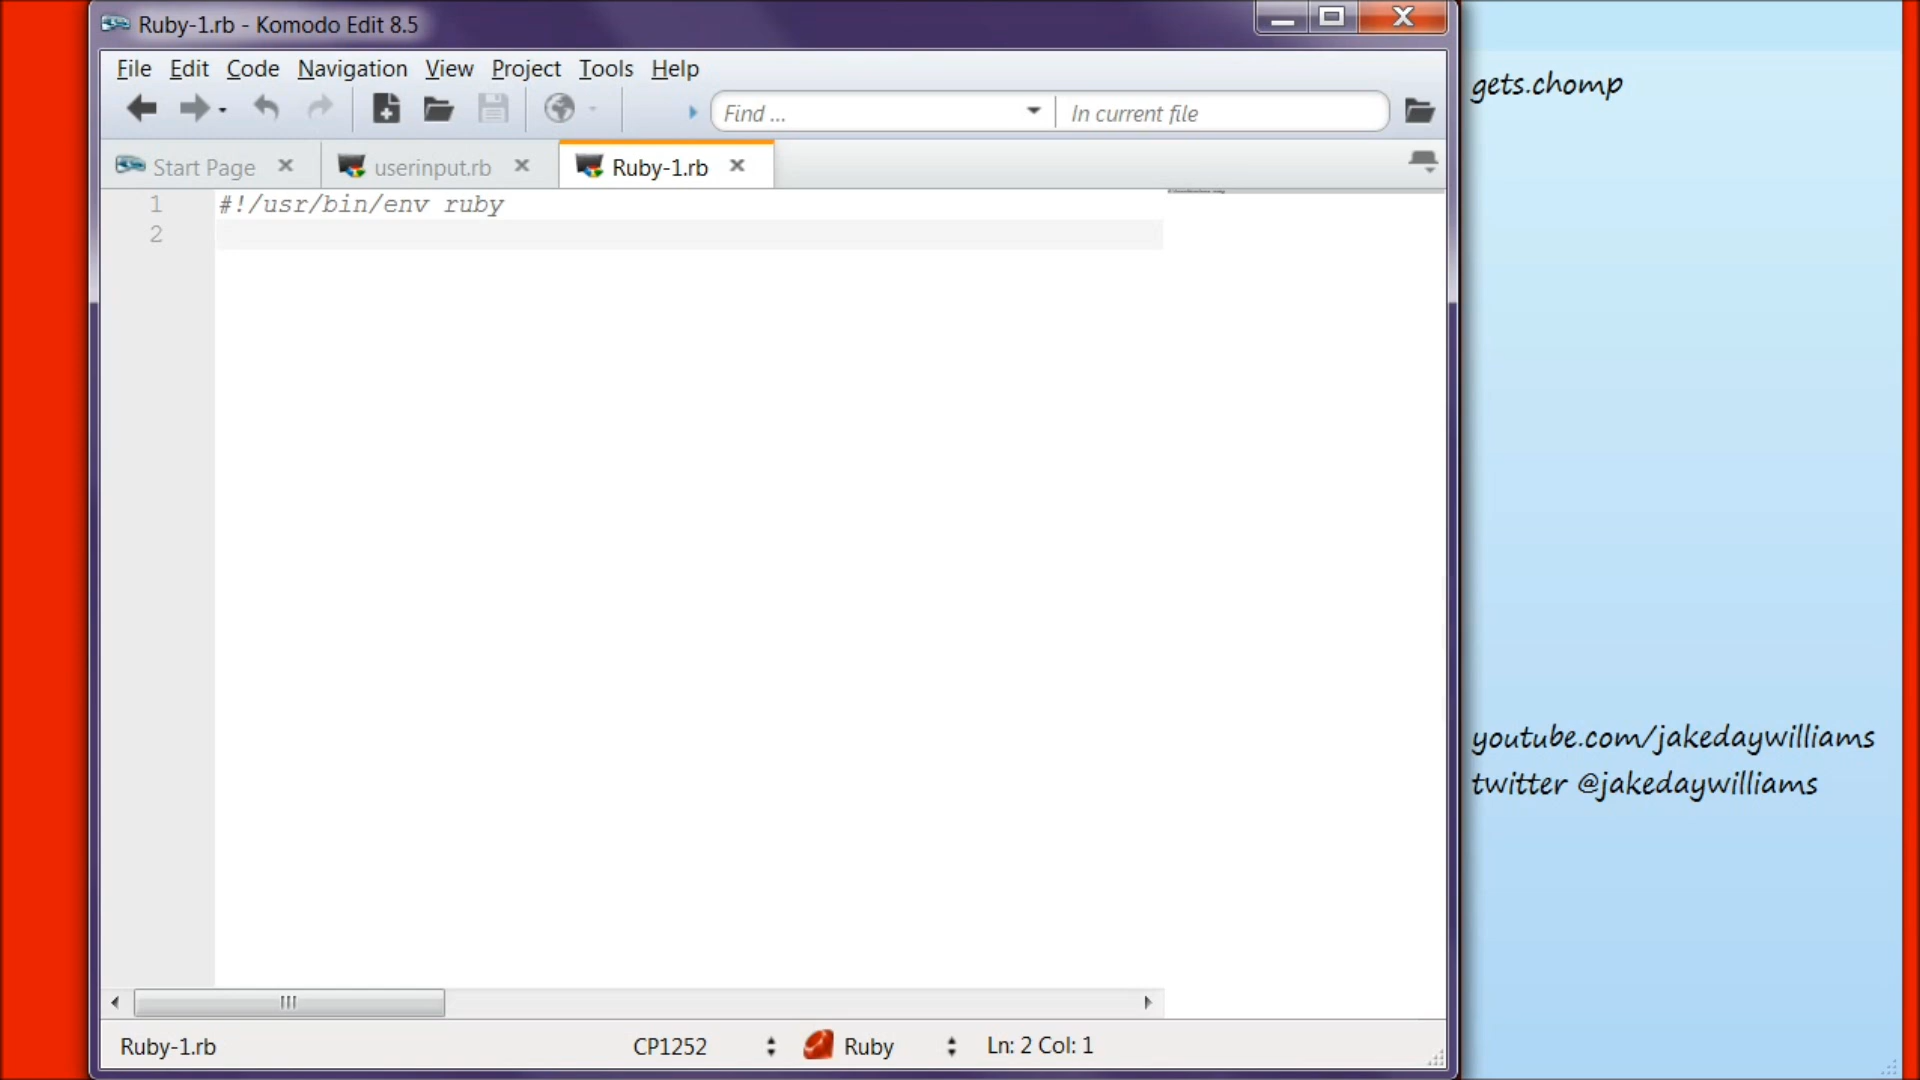 Ruby-1.rb - Komodo Edit 8.5
File Edit Code Navigation View Project Tools Help
Find ... In current file
Start Page userinput.rb Ruby-1.rb
1 #!/usr/bin/env ruby
2
Ruby-1.rb CP1252 Ruby Ln: 2 Col: 1
gets.chomp
youtube.com/jakedaywilliams
twitter @jakedaywilliams